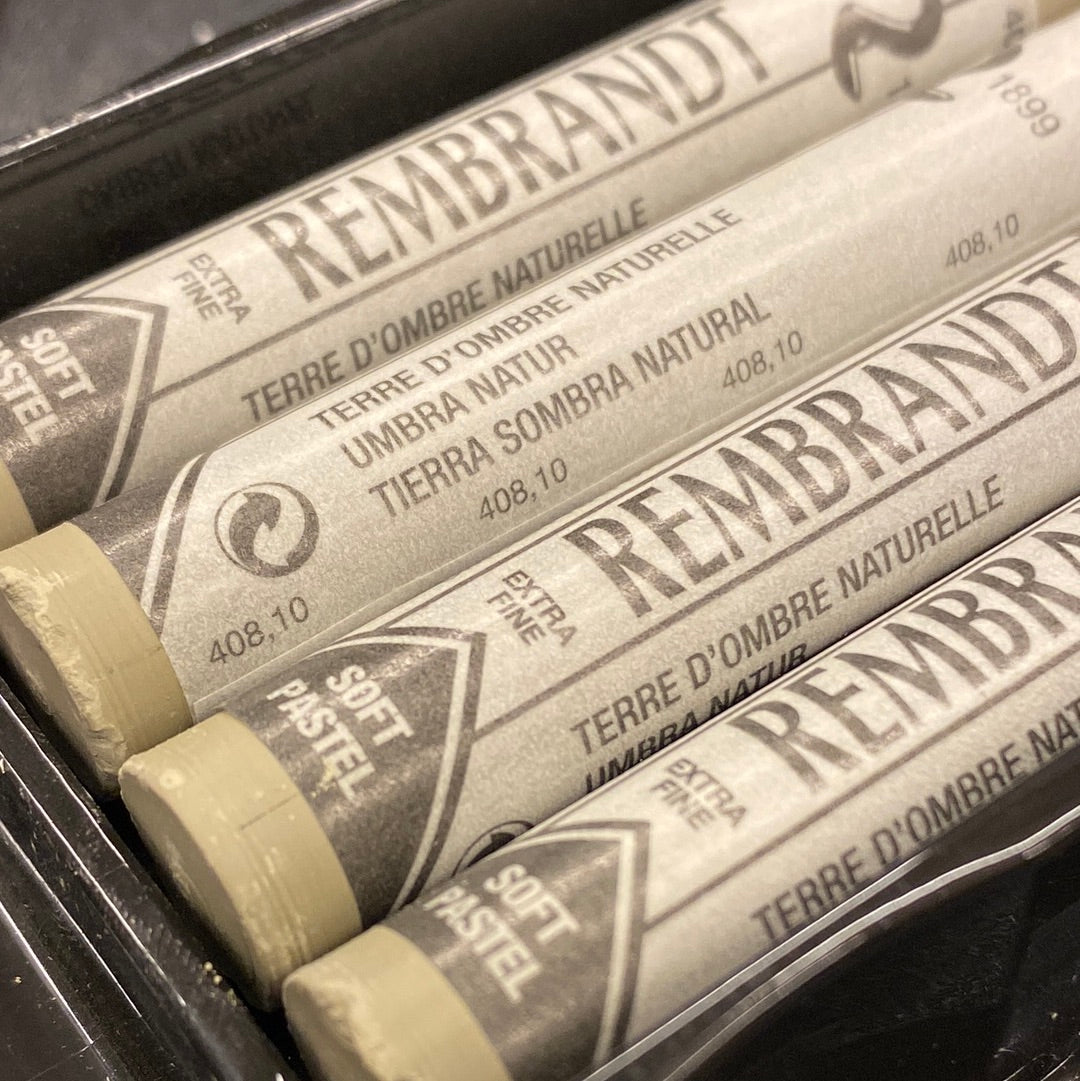 REMBRANDT
EXTRA
FINE
SOFT
PASTEL
TERRE D'OMBRE NATURELLE
1899
TERRE D'OMBRE NATURELLE
UMBRA NATUR
TIERRA SOMBRA NATURAL
408,10
408,10
408,10
408,10
REMBRANDT
EXTRA
FINE
SOFT
PASTEL
TERRE D'OMBRE NATURELLE
UMBRA NATUR
REMBRA
EXTRA
FINE
SOFT
PASTEL
TERRE D'OMBRE NAT